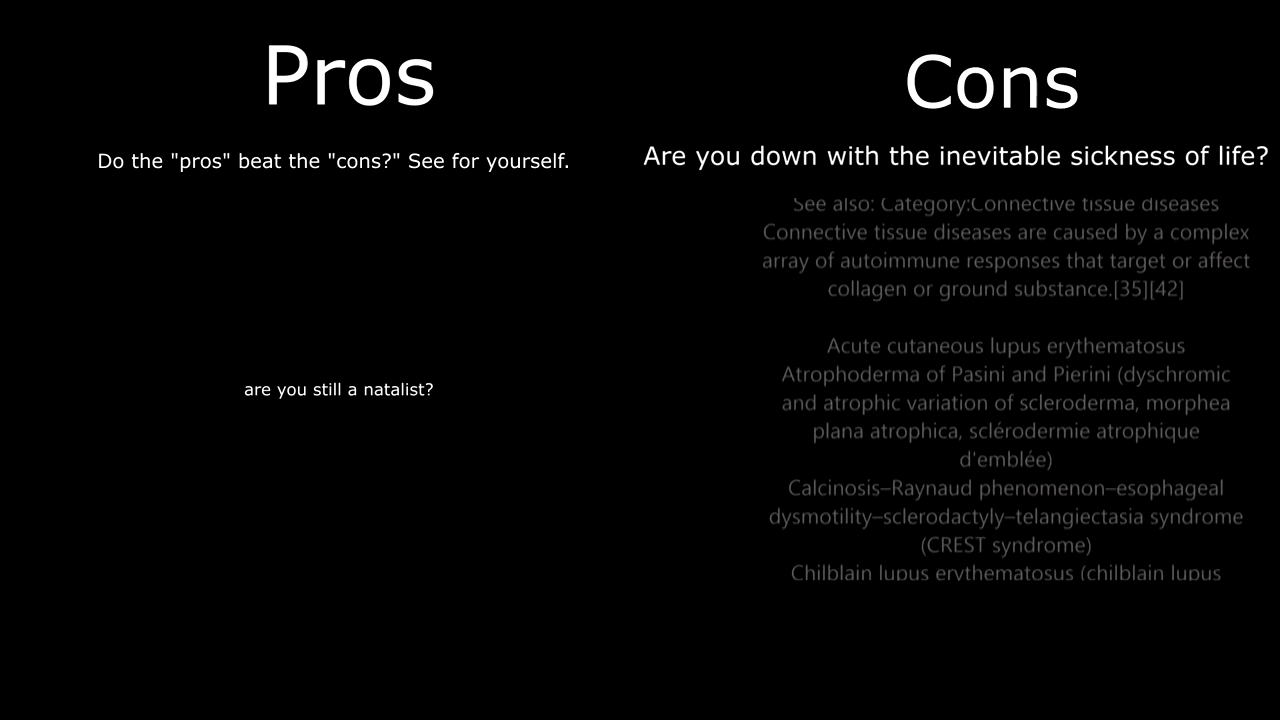 Pros
Do the "pros" beat the "cons?" See for yourself.
are you still a natalist?
Cons
Are you down with the inevitable sickness of life?
See also: Category:Connective tissue diseases
Connective tissue diseases are caused by a complex
array of autoimmune responses that target or affect
collagen or ground substance.[35][42]
Acute cutaneous lupus erythematosus
Atrophoderma of Pasini and Pierini (dyschromic
and atrophic variation of scleroderma, morphea
plana atrophica, sclérodermie atrophique
d'emblée)
Calcinosis–Raynaud phenomenon–esophageal
dysmotility–sclerodactyly–telangiectasia syndrome
(CREST syndrome)
Chilblain lupus erythematosus (chilblain lupus